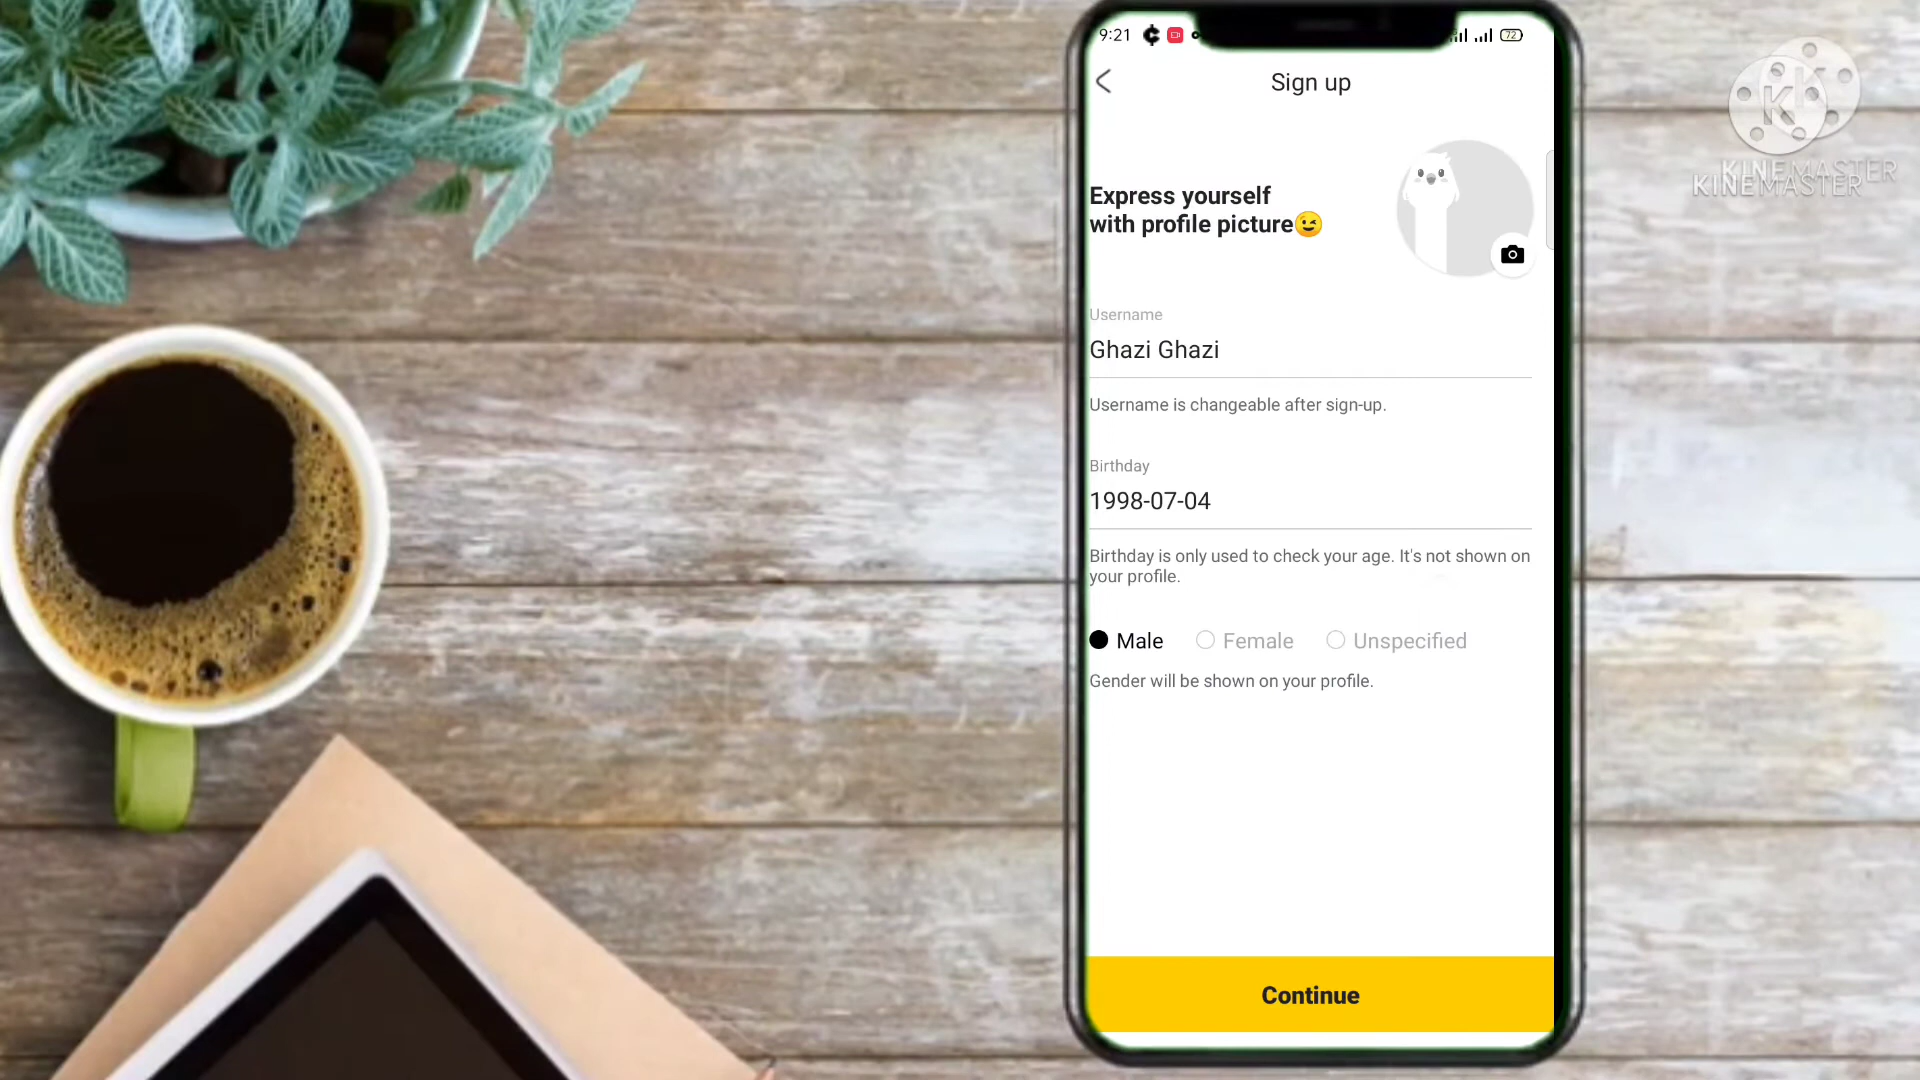 9:21
72
Sign up
Express yourself
with profile picture😉
Username
Ghazi Ghazi
Username is changeable after sign-up.
Birthday
1998-07-04
Birthday is only used to check your age. It's not shown on
your profile.
Male Female Unspecified
Gender will be shown on your profile.
Continue
K
K
KINEMASTER
KINEMASTER